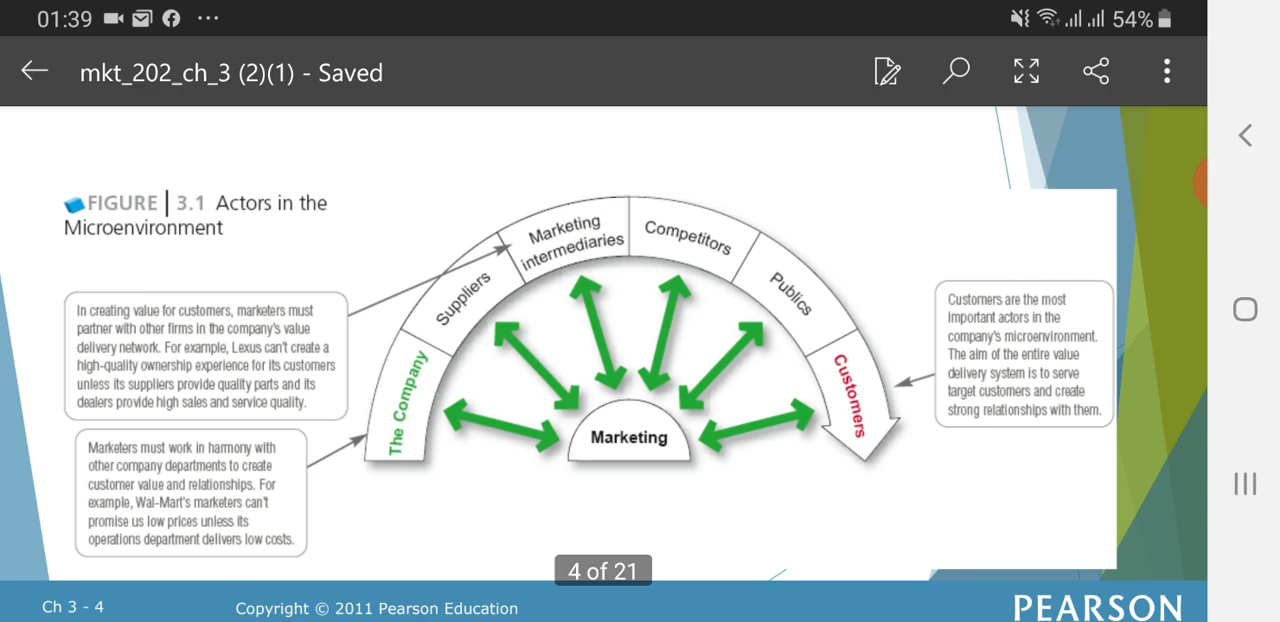 01:39
54%
mkt_202_ch_3 (2)(1) - Saved
FIGURE | 3.1 Actors in the
Microenvironment
In creating value for customers, marketers must
partner with other firms in the company's value
delivery network. For example, Lexus can't create a
high-quality ownership experience for its customers
unless its suppliers provide quality parts and its
dealers provide high sales and service quality.
Marketers must work in harmony with
other company departments to create
customer value and relationships. For
example, Wal-Mart's marketers can't
promise us low prices unless its
operations department delivers low costs.
The Company
Suppliers
Marketing
intermediaries
Competitors
Publics
Customers
Marketing
Customers are the most
important actors in the
company's microenvironment.
The aim of the entire value
delivery system is to serve
target customers and create
strong relationships with them.
4 of 21
Ch 3 - 4
Copyright © 2011 Pearson Education
PEARSON